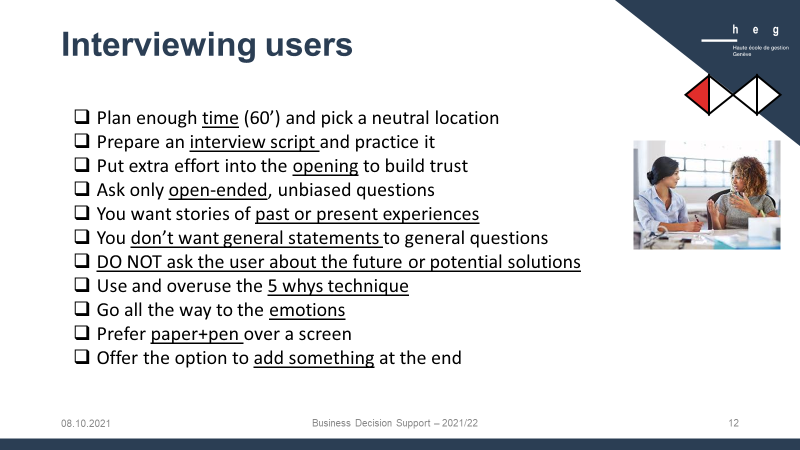 Interviewing users
h e g
Haute école de gestion
Genève
❑ Plan enough time (60’) and pick a neutral location
❑ Prepare an interview script and practice it
❑ Put extra effort into the opening to build trust
❑ Ask only open-ended, unbiased questions
❑ You want stories of past or present experiences
❑ You don’t want general statements to general questions
❑ DO NOT ask the user about the future or potential solutions
❑ Use and overuse the 5 whys technique
❑ Go all the way to the emotions
❑ Prefer paper+pen over a screen
❑ Offer the option to add something at the end
08.10.2021
Business Decision Support – 2021/22
12